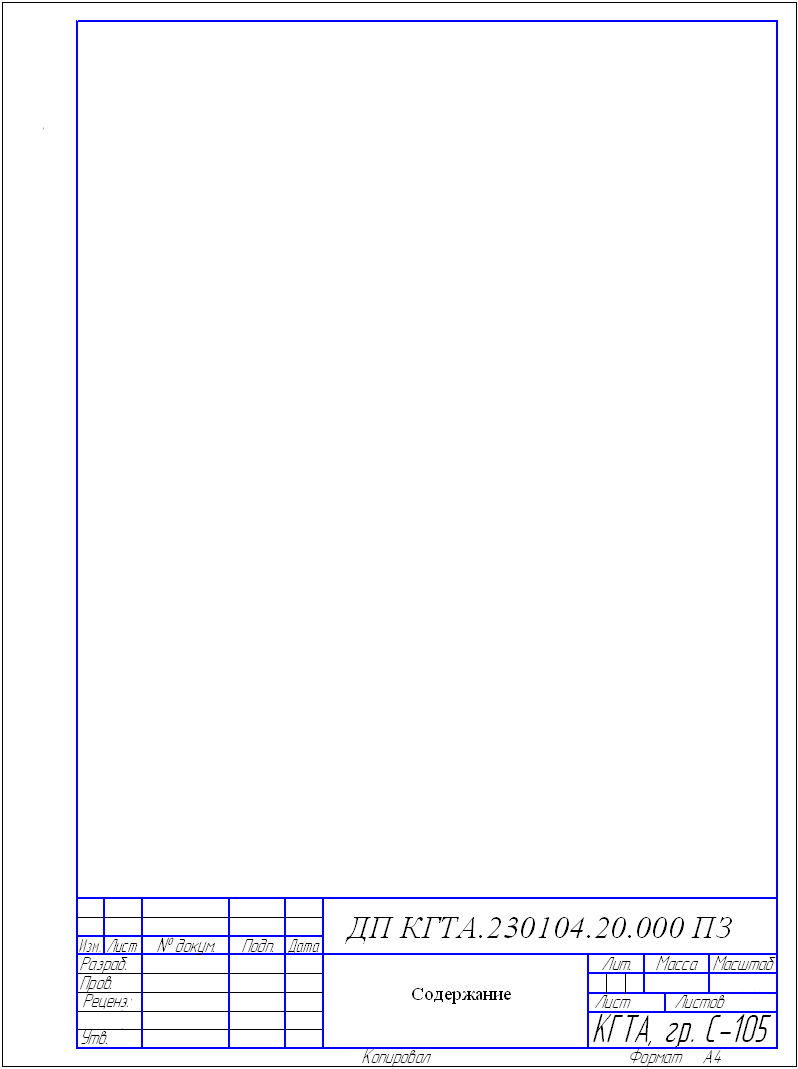 ДП КГТА.230104.20.000 ПЗ
Изм. Лист № докум. Подп. Дата
Разраб.
Пров.
Реценз.:
Утв.
Содержание
Лит. Масса Масштаб
Лист Листов
КГТА, гр. С-105
Копировал Формат А4